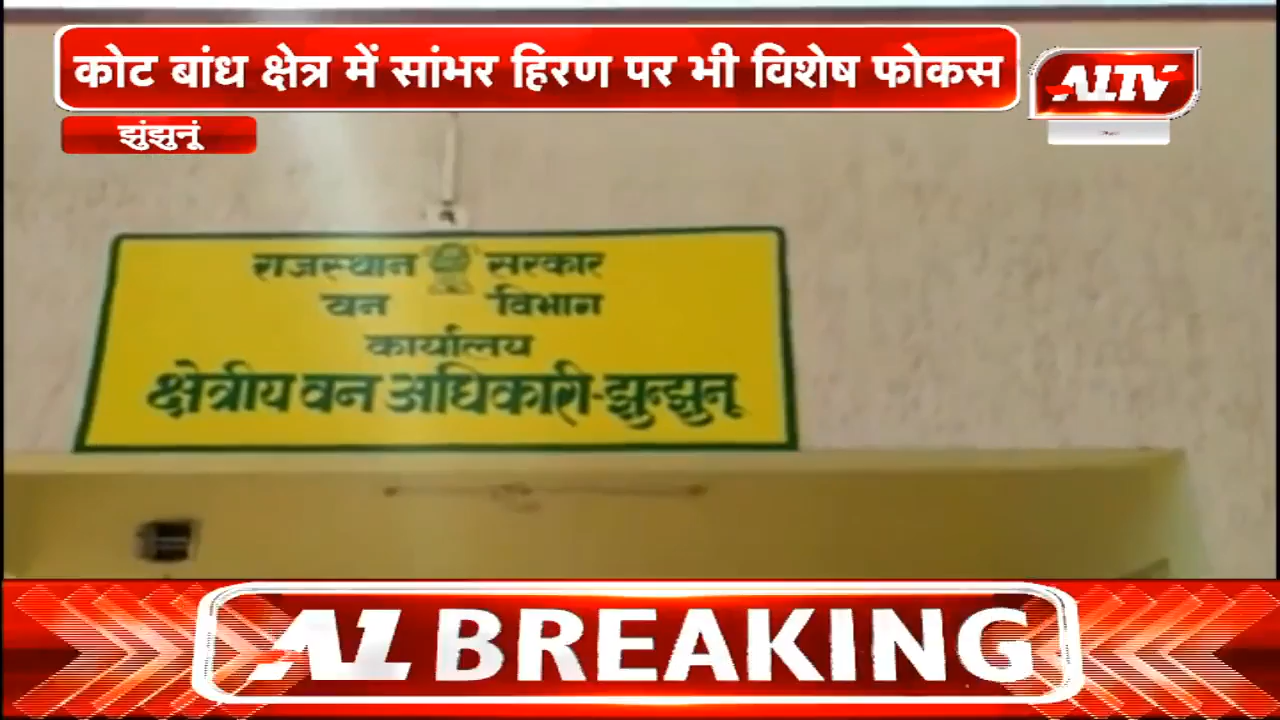 कोट बांध क्षेत्र में सांभर हिरण पर भी विशेष फोकस
ALTV
झुंझुनूं
राजस्थान सरकार
वन विभाग
कार्यालय
क्षेत्रीय वन अधिकारी-झुन्झुनू
AL BREAKING